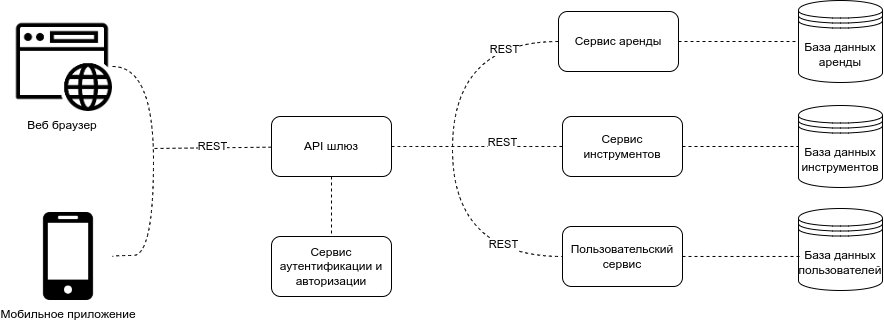 Веб браузер
Мобильное приложение
REST
API шлюз
Сервис
аутентификации и
авторизации
REST
Сервис аренды
База данных
аренды
REST
Сервис
инструментов
База данных
инструментов
REST
Пользовательский
сервис
База данных
пользователей